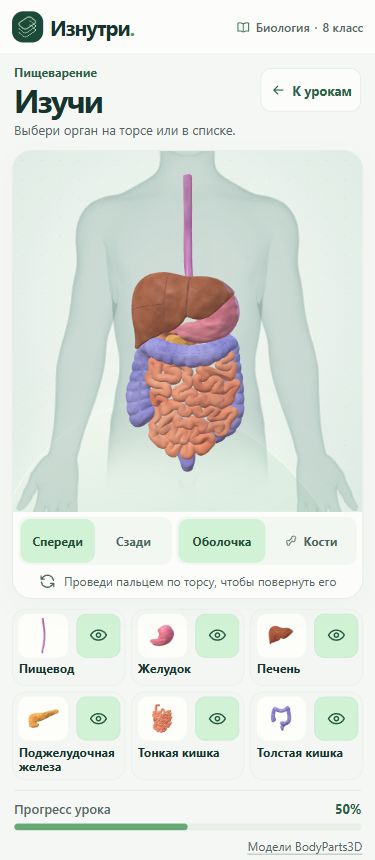 Изнутри.
Биология · 8 класс
Пищеварение
Изучи
← К урокам
Выбери орган на торсе или в списке.
Спереди
Сзади
Оболочка
Кости
Проведи пальцем по торсу, чтобы повернуть его
Пищевод
Желудок
Печень
Поджелудочная
железа
Тонкая кишка
Толстая кишка
Прогресс урока
50%
Модели BodyParts3D